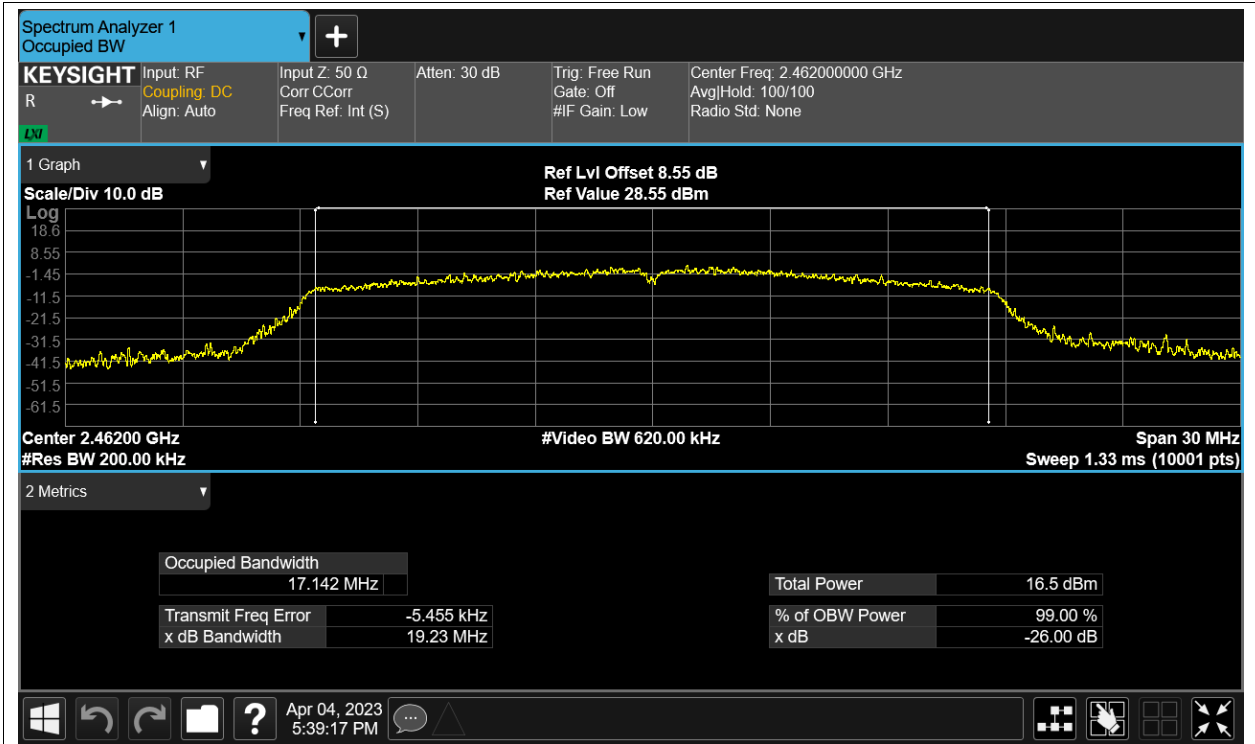 Spectrum Analyzer 1
Occupied BW
KEYSIGHT
R
LXI
Input: RF
Coupling: DC
Align: Auto
Input Z: 50 Ω
Corr CCorr
Freq Ref: Int (S)
Atten: 30 dB
Trig: Free Run
Gate: Off
#IF Gain: Low
Center Freq: 2.462000000 GHz
Avg|Hold: 100/100
Radio Std: None
1 Graph
Scale/Div 10.0 dB
Ref Lvl Offset 8.55 dB
Ref Value 28.55 dBm
Log
18.6
8.55
-1.45
-11.5
-21.5
-31.5
-41.5
-51.5
-61.5
Center 2.46200 GHz
#Video BW 620.00 kHz
Span 30 MHz
#Res BW 200.00 kHz
Sweep 1.33 ms (10001 pts)
2 Metrics
Occupied Bandwidth
17.142 MHz
Total Power 16.5 dBm
Transmit Freq Error -5.455 kHz
% of OBW Power 99.00 %
x dB Bandwidth 19.23 MHz
x dB -26.00 dB
?
Apr 04, 2023
5:39:17 PM